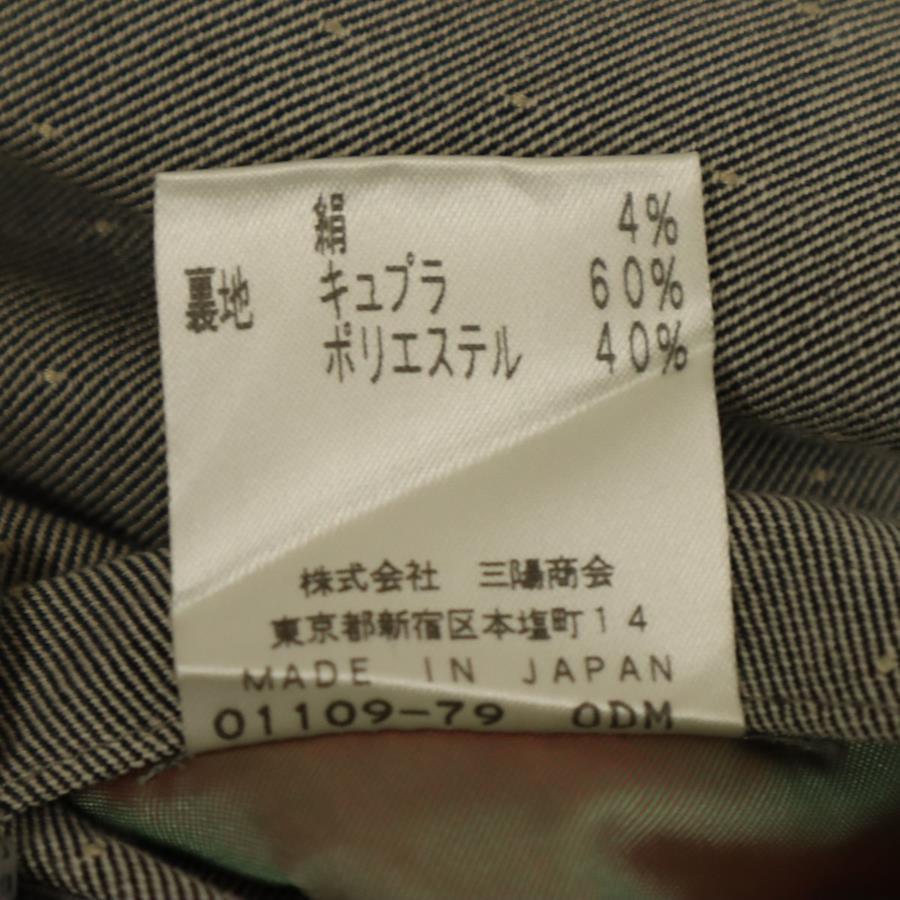 絹 4%
裏地 キュプラ 60%
ポリエステル 40%
株式会社 三陽商会
東京都新宿区本塩町14
MADE IN JAPAN
01109-79 0DM